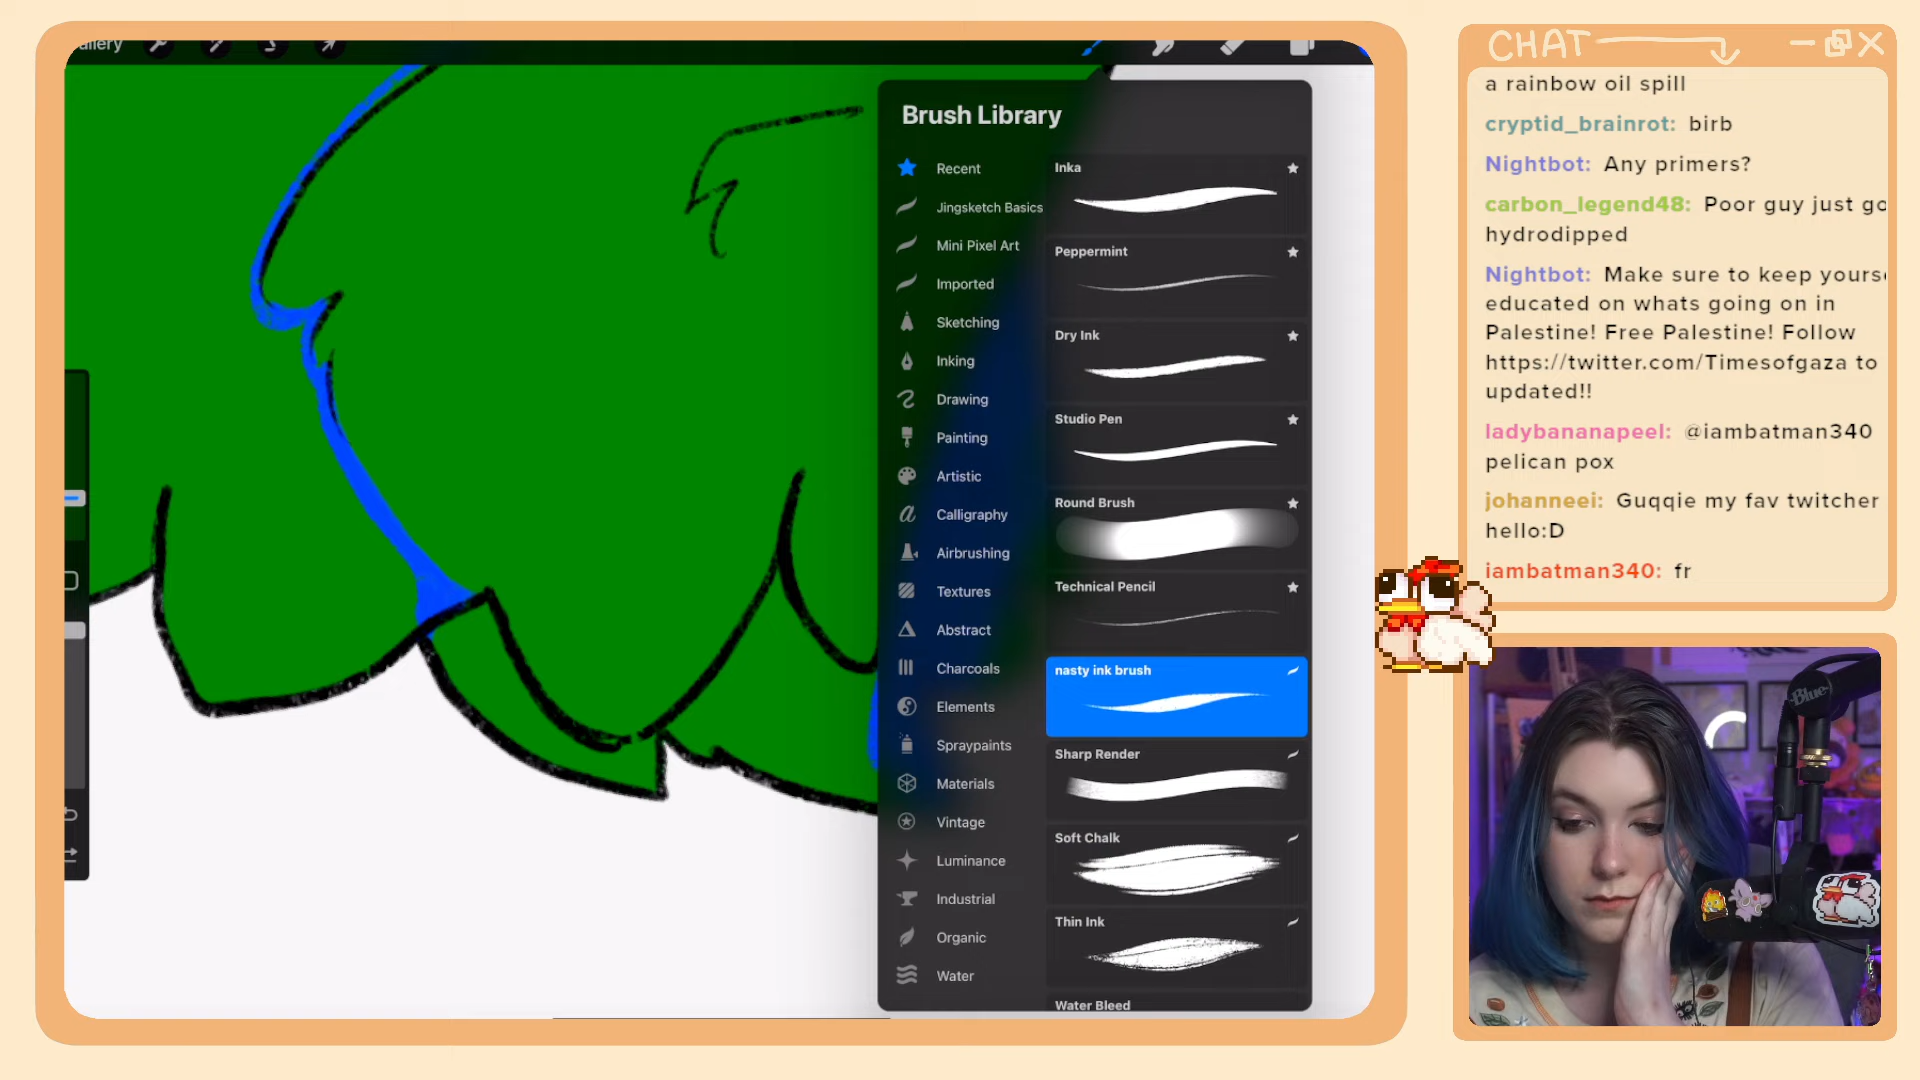 allery
Brush Library
Recent
Jingsketch Basics
Mini Pixel Art
Imported
Sketching
Inking
Drawing
Painting
Artistic
Calligraphy
Airbrushing
Textures
Abstract
Charcoals
Elements
Spraypaints
Materials
Vintage
Luminance
Industrial
Organic
Water
Inka
Peppermint
Dry Ink
Studio Pen
Round Brush
Technical Pencil
nasty ink brush
Sharp Render
Soft Chalk
Thin Ink
Water Bleed
CHAT
a rainbow oil spill
cryptid_brainrot: birb
Nightbot: Any primers?
carbon_legend48: Poor guy just go
hydrodipped
Nightbot: Make sure to keep yourse
educated on whats going on in
Palestine! Free Palestine! Follow
https://twitter.com/Timesofgaza to
updated!!
ladybananapeel: @iambatman340
pelican pox
johanneei: Guqqie my fav twitcher
hello:D
iambatman340: fr
Blue